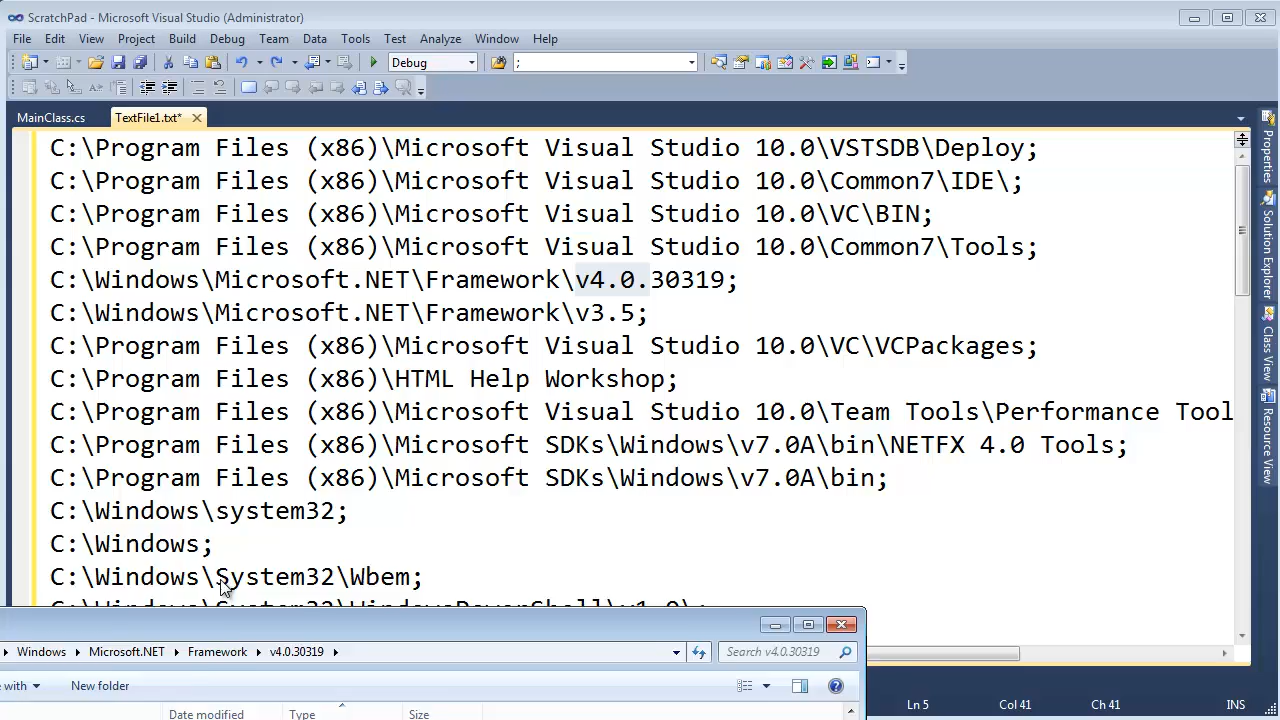 ScratchPad - Microsoft Visual Studio (Administrator)
File Edit View Project Build Debug Team Data Tools Test Analyze Window Help
Debug ;
MainClass.cs TextFile1.txt*
C:\Program Files (x86)\Microsoft Visual Studio 10.0\VSTSDB\Deploy;
C:\Program Files (x86)\Microsoft Visual Studio 10.0\Common7\IDE\;
C:\Program Files (x86)\Microsoft Visual Studio 10.0\VC\BIN;
C:\Program Files (x86)\Microsoft Visual Studio 10.0\Common7\Tools;
C:\Windows\Microsoft.NET\Framework\v4.0.30319;
C:\Windows\Microsoft.NET\Framework\v3.5;
C:\Program Files (x86)\Microsoft Visual Studio 10.0\VC\VCPackages;
C:\Program Files (x86)\HTML Help Workshop;
C:\Program Files (x86)\Microsoft Visual Studio 10.0\Team Tools\Performance Tool
C:\Program Files (x86)\Microsoft SDKs\Windows\v7.0A\bin\NETFX 4.0 Tools;
C:\Program Files (x86)\Microsoft SDKs\Windows\v7.0A\bin;
C:\Windows\system32;
C:\Windows;
C:\Windows\System32\Wbem;
C:\Windows\System32\WindowsPowerShell\v1.0\;
Properties
Solution Explorer
Class View
Resource View
Windows Microsoft.NET Framework v4.0.30319 Search v4.0.30319
with New folder
Date modified Type Size
Ln 5 Col 41 Ch 41 INS